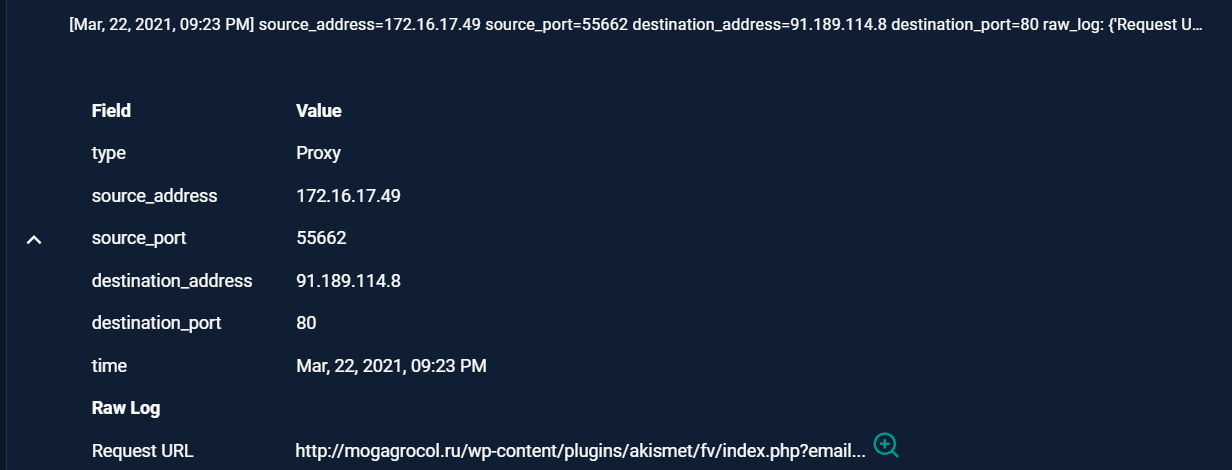 [Mar, 22, 2021, 09:23 PM] source_address=172.16.17.49 source_port=55662 destination_address=91.189.114.8 destination_port=80 raw_log: {'Request U...
Field Value
type Proxy
source_address 172.16.17.49
source_port 55662
destination_address 91.189.114.8
destination_port 80
time Mar, 22, 2021, 09:23 PM
Raw Log
Request URL http://mogagrocol.ru/wp-content/plugins/akismet/fv/index.php?email...